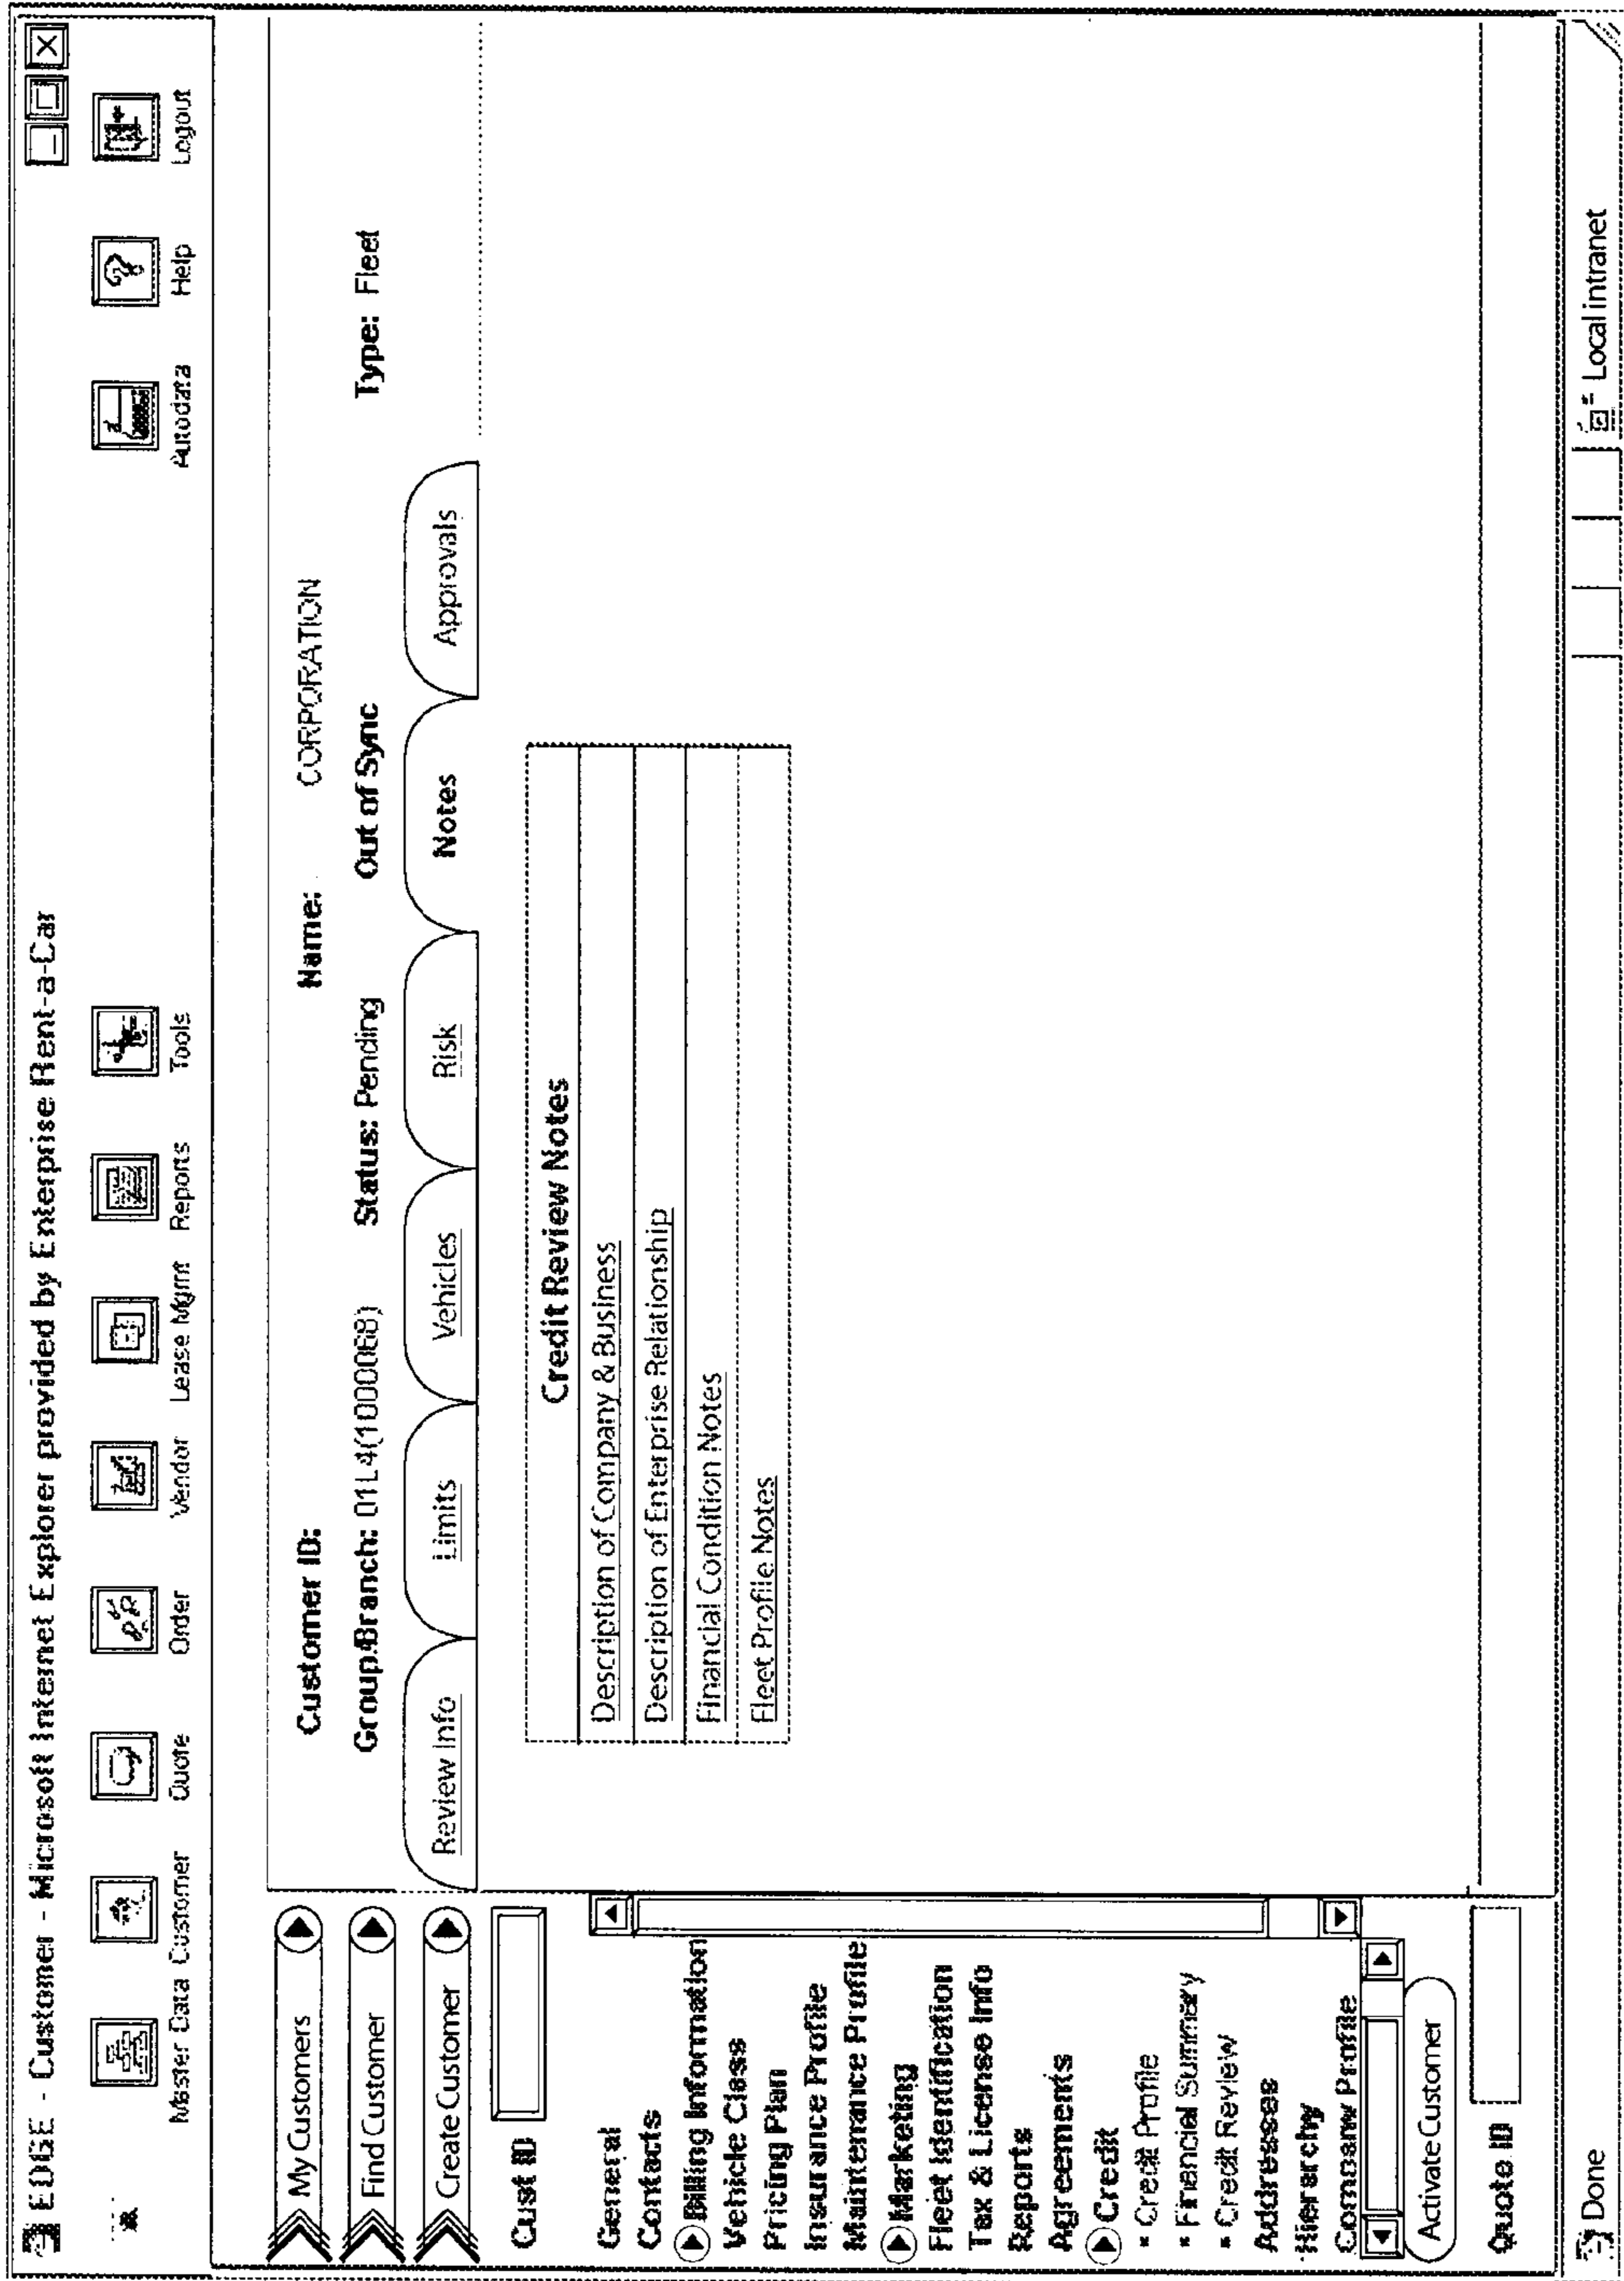 EDGE - Customer - Microsoft Internet Explorer provided by Enterprise Rent-a-Car
Master Data Customer Quote Order Vendor Lease Mgmt Reports Tools Autodata Help Logout
My Customers
Find Customer
Create Customer
Cust ID
General
Contacts
Billing Information
Vehicle Class
Pricing Plan
Insurance Profile
Maintenance Profile
Marketing
Fleet Identification
Tax & License Info
Reports
Agreements
Credit
Credit Profile
Financial Summary
Credit Review
Addresses
Hierarchy
Company Profile
Activate Customer
Quote ID
Customer ID: Name: CORPORATION
Group/Branch: 01L4(1000068) Status: Pending Out of Sync Type: Fleet
Review Info Limits Vehicles Risk Notes Approvals
Credit Review Notes
Description of Company & Business
Description of Enterprise Relationship
Financial Condition Notes
Fleet Profile Notes
Done Local intranet